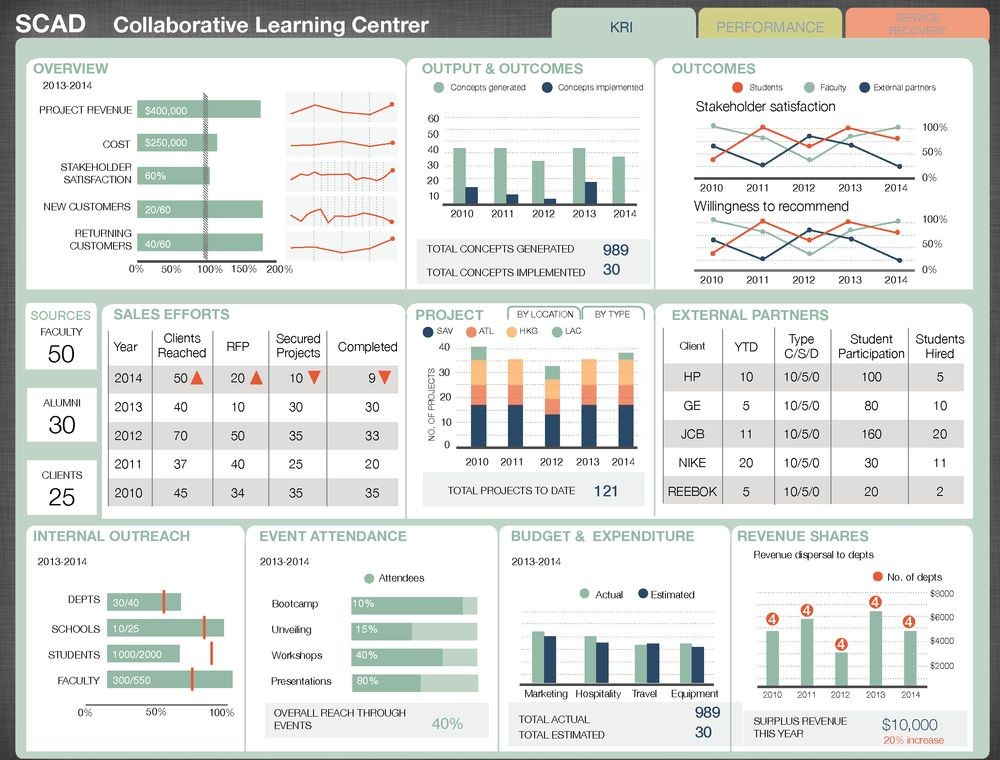 SCAD Collaborative Learning Centrer
KRI
PERFORMANCE
SERVICE
RECOVERY
OVERVIEW
2013-2014
PROJECT REVENUE $400,000
COST $250,000
STAKEHOLDER
SATISFACTION 60%
NEW CUSTOMERS 20/60
RETURNING
CUSTOMERS 40/60
0% 50% 100% 150% 200%
OUTPUT & OUTCOMES
Concepts generated Concepts implemented
60
50
40
30
20
10
2010 2011 2012 2013 2014
TOTAL CONCEPTS GENERATED 989
TOTAL CONCEPTS IMPLEMENTED 30
OUTCOMES
Students Faculty External partners
Stakeholder satisfaction
100%
50%
0%
2010 2011 2012 2013 2014
Willingness to recommend
100%
50%
0%
2010 2011 2012 2013 2014
SOURCES
FACULTY
50
ALUMNI
30
CLIENTS
25
SALES EFFORTS
Year Clients Reached RFP Secured Projects Completed
2014 50 20 10 9
2013 40 10 30 30
2012 70 50 35 33
2011 37 40 25 20
2010 45 34 35 35
PROJECT
BY LOCATION BY TYPE
SAV ATL HKG LAC
NO. OF PROJECTS
40
30
20
10
0
2010 2011 2012 2013 2014
TOTAL PROJECTS TO DATE 121
EXTERNAL PARTNERS
Client YTD Type C/S/D Student Participation Students Hired
HP 10 10/5/0 100 5
GE 5 10/5/0 80 10
JCB 11 10/5/0 160 20
NIKE 20 10/5/0 30 11
REEBOK 5 10/5/0 20 2
INTERNAL OUTREACH
2013-2014
DEPTS 30/40
SCHOOLS 10/25
STUDENTS 1000/2000
FACULTY 300/550
0% 50% 100%
EVENT ATTENDANCE
2013-2014
Attendees
Bootcamp 10%
Unveiling 15%
Workshops 40%
Presentations 80%
OVERALL REACH THROUGH
EVENTS 40%
BUDGET & EXPENDITURE
2013-2014
Actual Estimated
Marketing Hospitality Travel Equipment
TOTAL ACTUAL 989
TOTAL ESTIMATED 30
REVENUE SHARES
Revenue dispersal to depts
No. of depts
$8000
$6000
$4000
$2000
4 4 4 4 4
2010 2011 2012 2013 2014
SURPLUS REVENUE
THIS YEAR
$10,000
20% increase